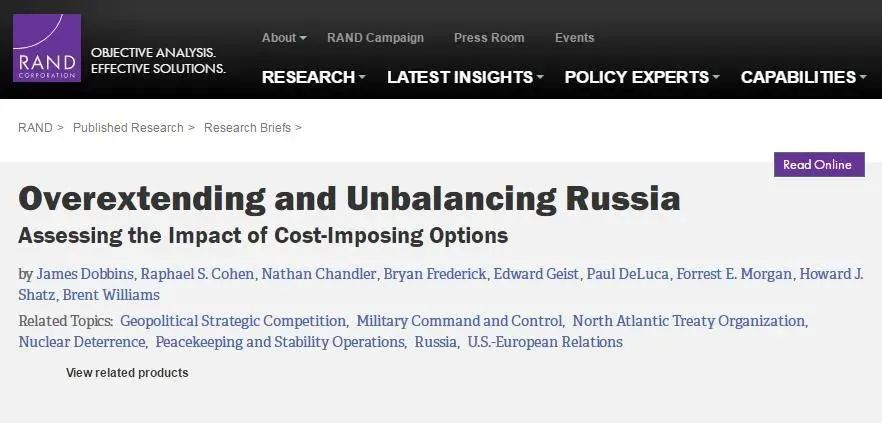 About RAND Campaign Press Room Events
RAND CORPORATION
OBJECTIVE ANALYSIS.
EFFECTIVE SOLUTIONS.
RESEARCH LATEST INSIGHTS POLICY EXPERTS CAPABILITIES
RAND > Published Research > Research Briefs >
Read Online
Overextending and Unbalancing Russia
Assessing the Impact of Cost-Imposing Options
by James Dobbins, Raphael S. Cohen, Nathan Chandler, Bryan Frederick, Edward Geist, Paul DeLuca, Forrest E. Morgan, Howard J.
Shatz, Brent Williams
Related Topics: Geopolitical Strategic Competition, Military Command and Control, North Atlantic Treaty Organization,
Nuclear Deterrence, Peacekeeping and Stability Operations, Russia, U.S.-European Relations
View related products